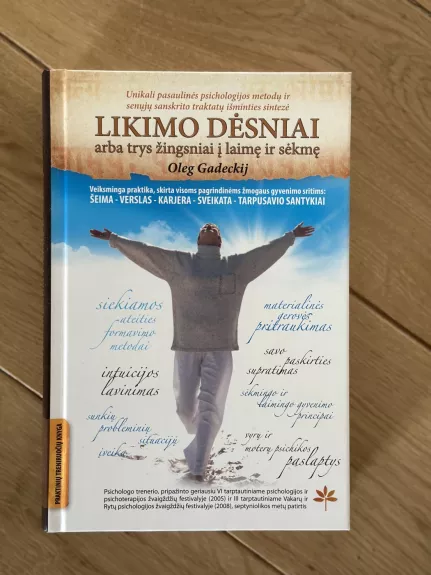 Unikali pasaulinės psichologijos metodų ir
senųjų sanskrito traktatų išminties sintezė
LIKIMO DĖSNIAI
arba trys žingsniai į laimę ir sėkmę
Oleg Gadeckij
Veiksminga praktika, skirta visoms pagrindinėms žmogaus gyvenimo sritims:
ŠEIMA - VERSLAS - KARJERA - SVEIKATA - TARPUSAVIO SANTYKIAI
siekiamos
ateities
formavimo
metodai
materialinės
gerovės
pritraukimas
savo
paskirties
supratimas
intuicijos
lavinimas
sėkmingo ir
laimingo gyvenimo
principai
sunkių
probleminių
situacijų
įveika
vyrų ir
moterų psichikos
paslaptys
PRAKTINIŲ TRENIRUOČIŲ KNYGA
Psichologo trenerio, pripažinto geriausiu VI tarptautiniame psichologijos ir
psichoterapijos žvaigždžių festivalyje (2005) ir III tarptautiniame Vakarų ir
Rytų psichologijos žvaigždžių festivalyje (2008), septyniolikos metų patirtis